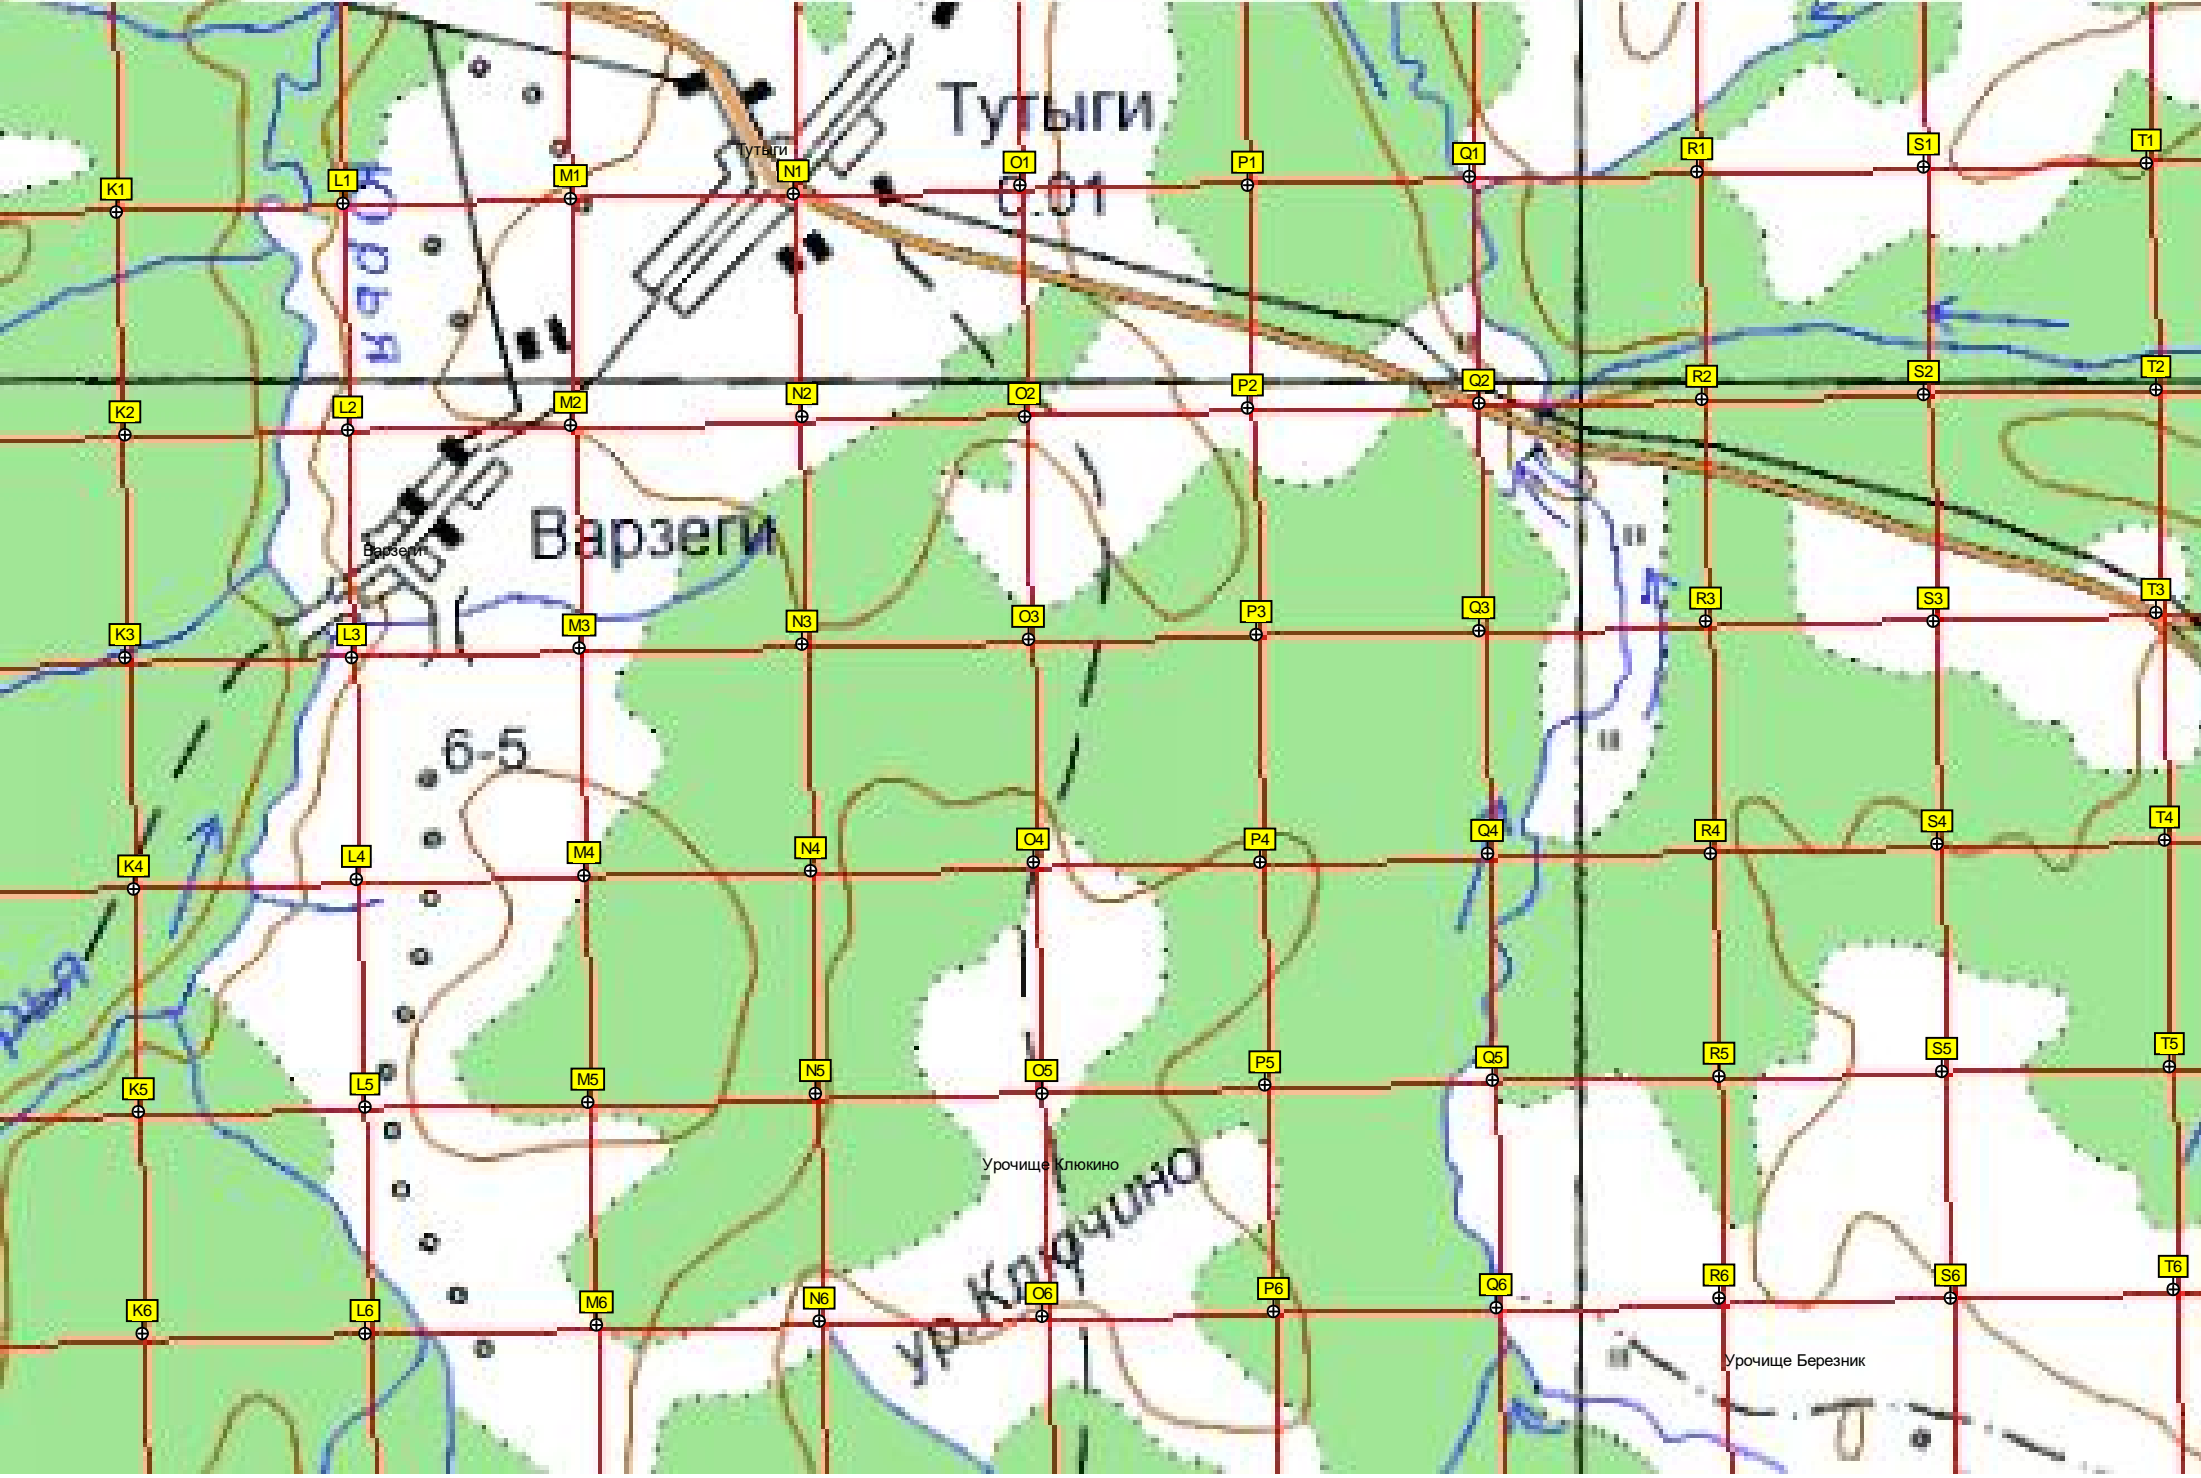 Тутыги
Тутыги
0.01
K1 L1 M1 N1 O1 P1 Q1 R1 S1 T1
Юрья
K2 L2 M2 N2 O2 P2 Q2 R2 S2 T2
Варзеги
Варзеги
K3 L3 M3 N3 O3 P3 Q3 R3 S3 T3
6-5
K4 L4 M4 N4 O4 P4 Q4 R4 S4 T4
K5 L5 M5 N5 O5 P5 Q5 R5 S5 T5
Урочище Клюкино
ур.
K6 L6 M6 N6 O6 P6 Q6 R6 S6 T6
Урочище Березник